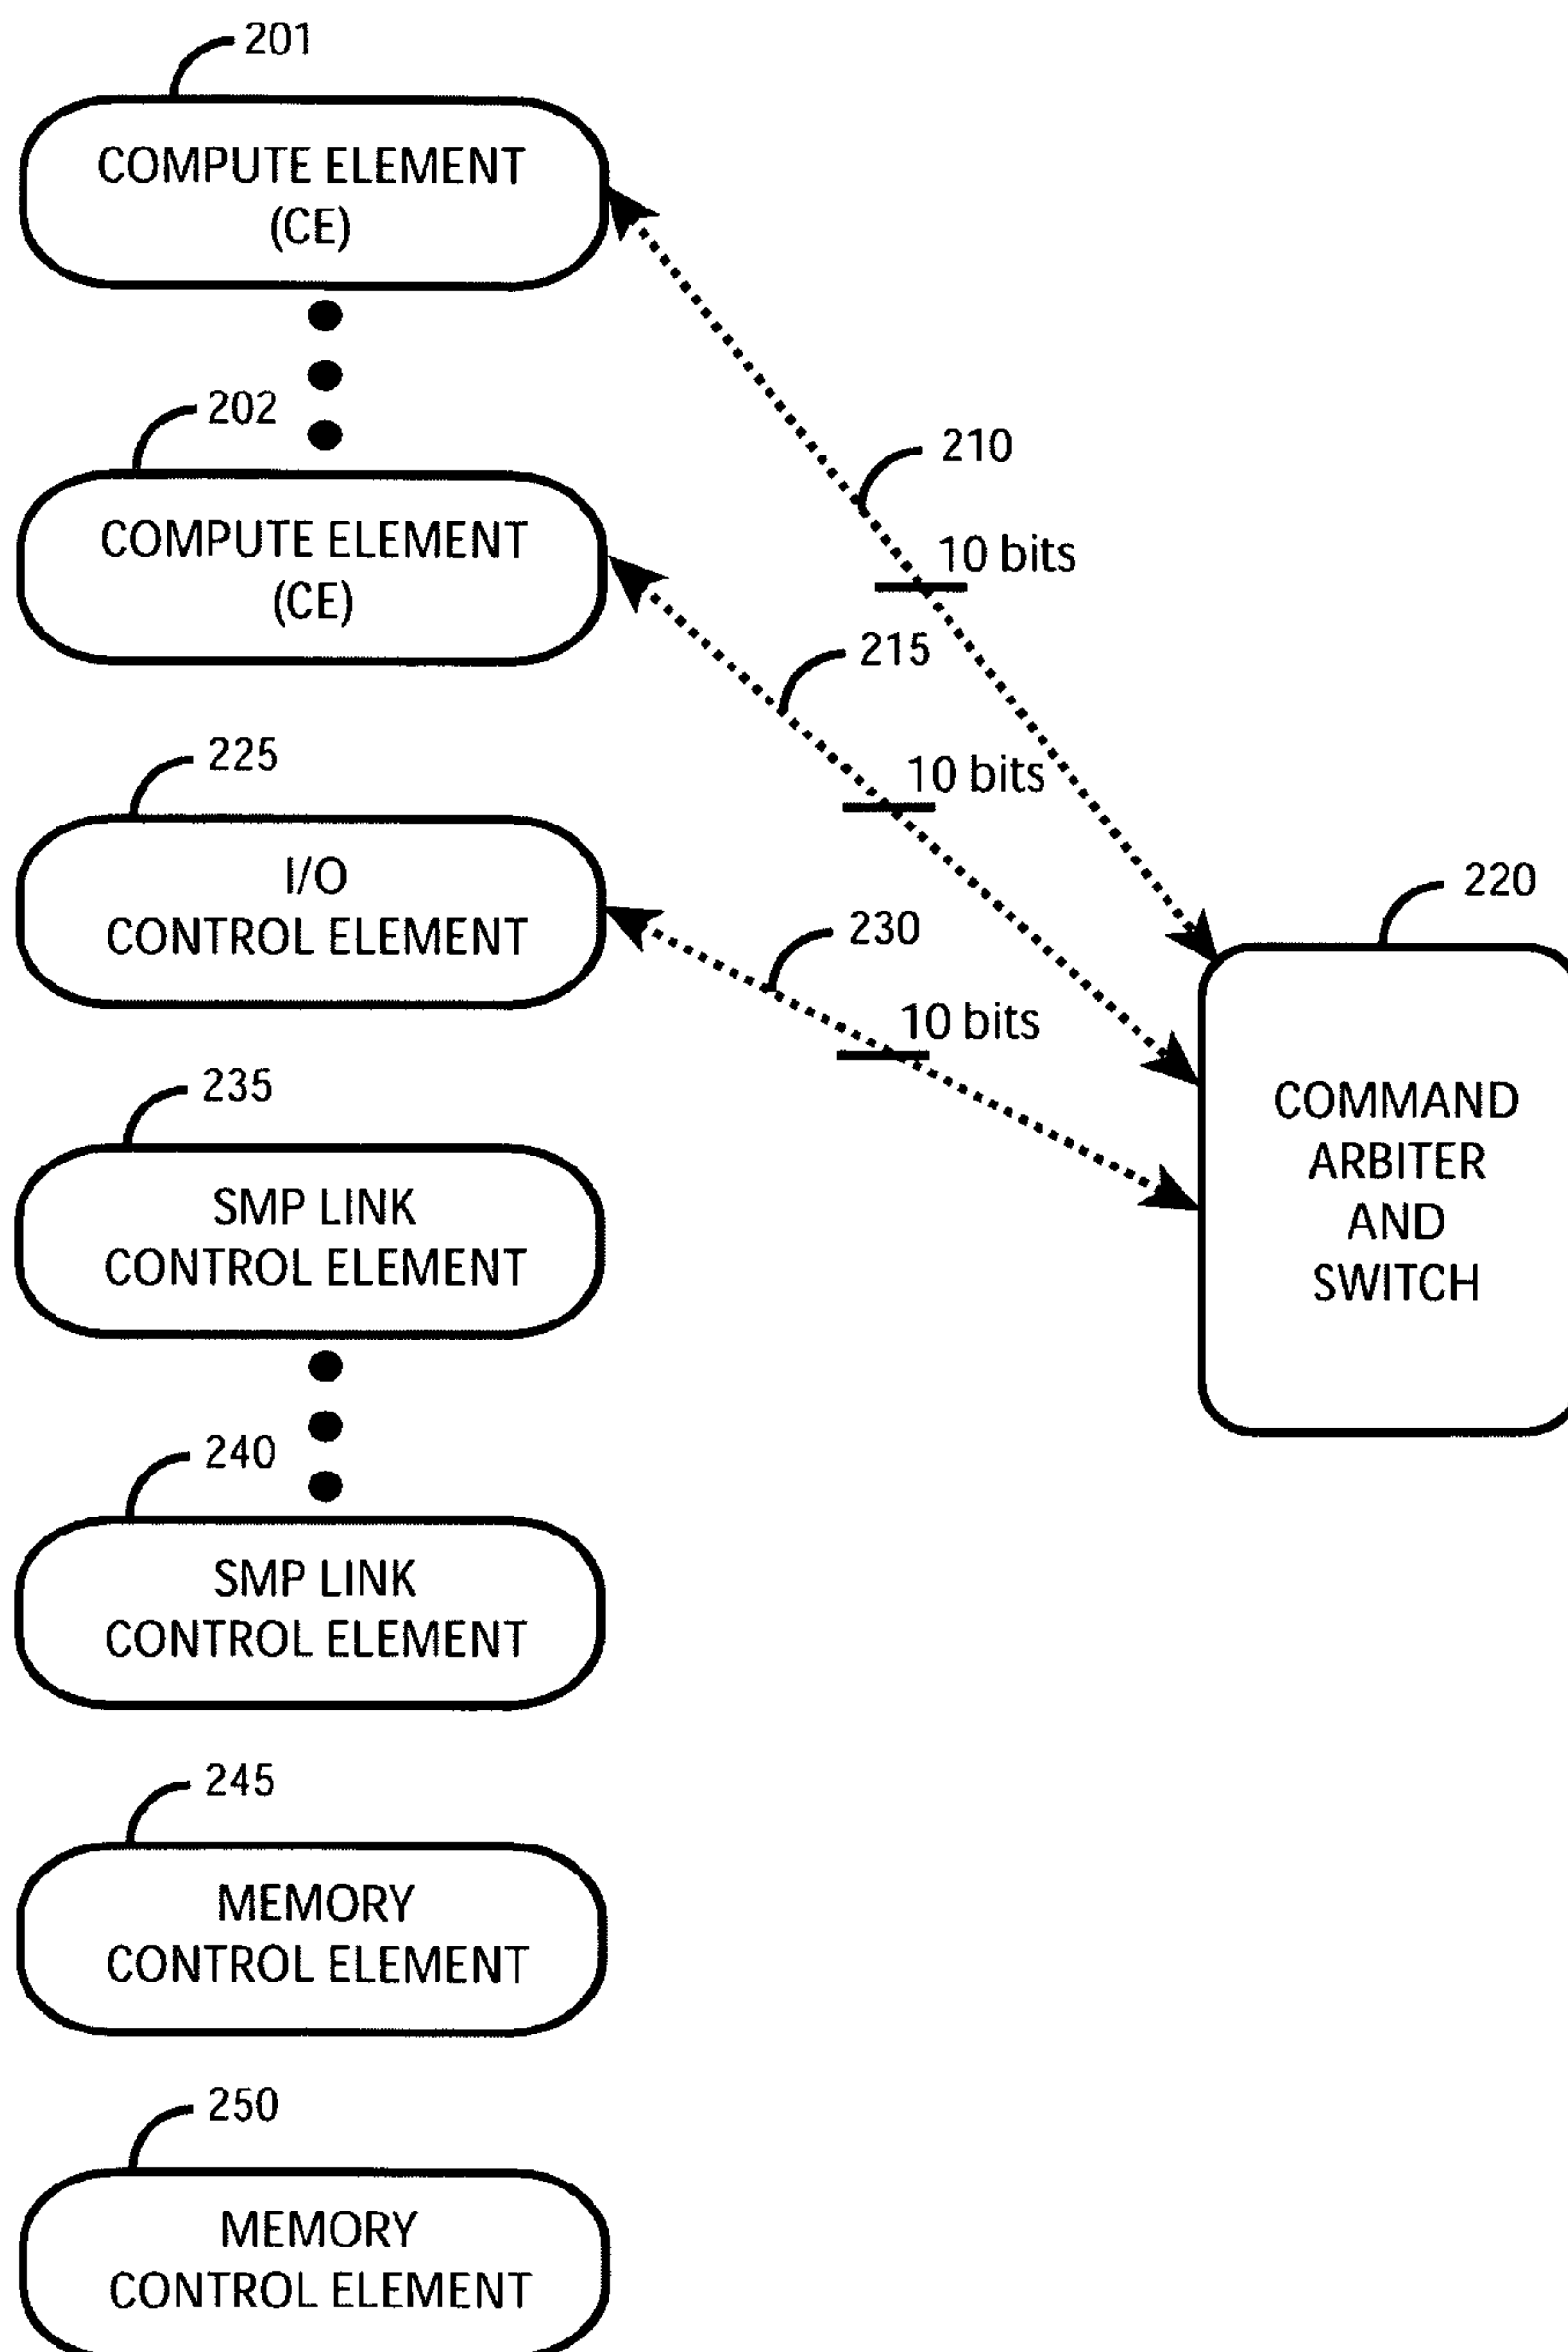 201
COMPUTE ELEMENT
(CE)
202
COMPUTE ELEMENT
(CE)
210
10 bits
215
10 bits
225
I/O
CONTROL ELEMENT
230
10 bits
220
COMMAND
ARBITER
AND
SWITCH
235
SMP LINK
CONTROL ELEMENT
240
SMP LINK
CONTROL ELEMENT
245
MEMORY
CONTROL ELEMENT
250
MEMORY
CONTROL ELEMENT